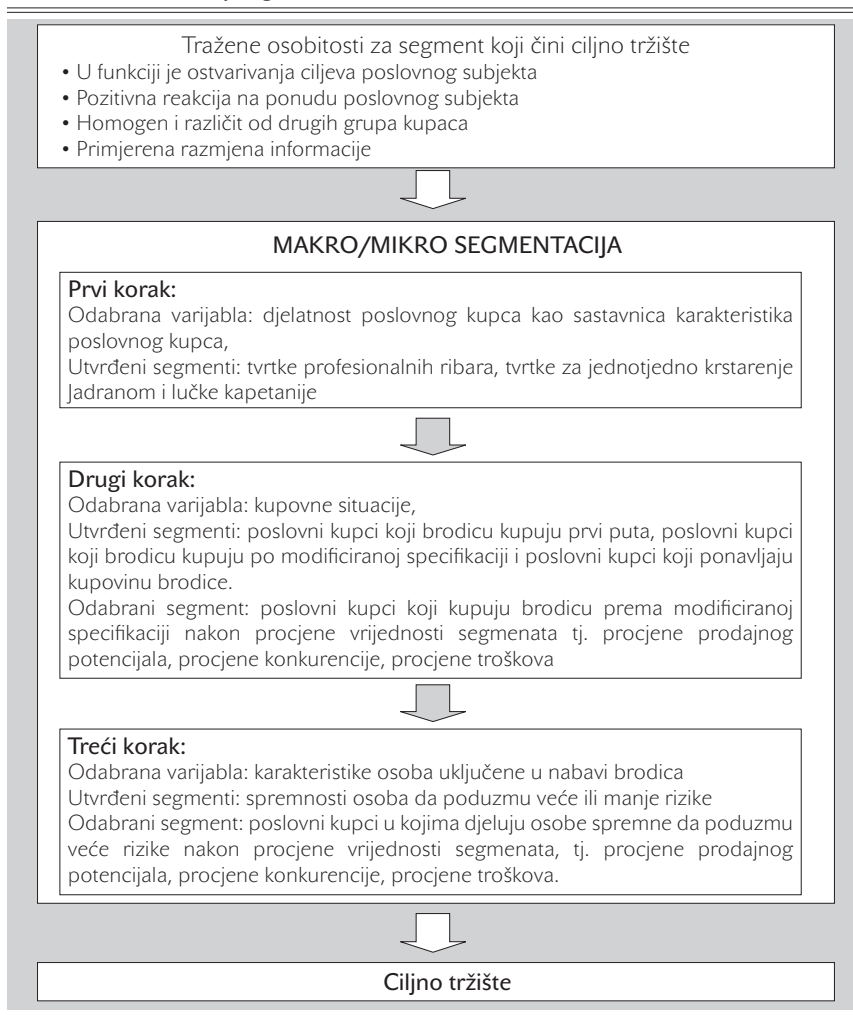 Tražene osobitosti za segment koji čini ciljno tržište
• U funkciji je ostvarivanja ciljeva poslovnog subjekta
• Pozitivna reakcija na ponudu poslovnog subjekta
• Homogen i različit od drugih grupa kupaca
• Primjerena razmjena informacije
MAKRO/MIKRO SEGMENTACIJA
Prvi korak:
Odabrana varijabla: djelatnost poslovnog kupca kao sastavnica karakteristika
poslovnog kupca,
Utvrđeni segmenti: tvrtke profesionalnih ribara, tvrtke za jednotjedno krstarenje
Jadranom i lučke kapetanije
Drugi korak:
Odabrana varijabla: kupovne situacije,
Utvrđeni segmenti: poslovni kupci koji brodicu kupuju prvi puta, poslovni kupci
koji brodicu kupuju po modificiranoj specifikaciji i poslovni kupci koji ponavljaju
kupovinu brodice.
Odabrani segment: poslovni kupci koji kupuju brodicu prema modificiranoj
specifikaciji nakon procjene vrijednosti segmenata tj. procjene prodajnog
potencijala, procjene konkurencije, procjene troškova
Treći korak:
Odabrana varijabla: karakteristike osoba uključene u nabavi brodica
Utvrđeni segmenti: spremnosti osoba da poduzmu veće ili manje rizike
Odabrani segment: poslovni kupci u kojima djeluju osobe spremne da poduzmu
veće rizike nakon procjene vrijednosti segmenata, tj. procjene prodajnog
potencijala, procjene konkurencije, procjene troškova.
Ciljno tržište